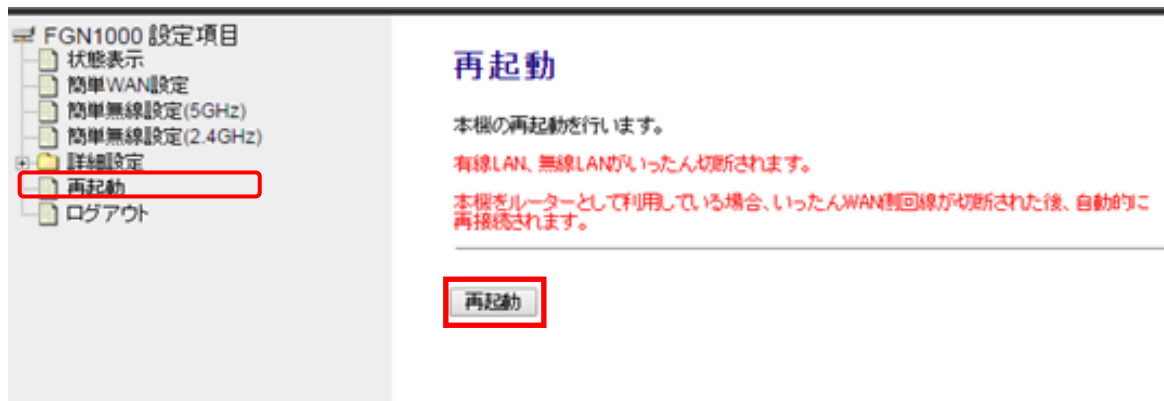 FGN1000 設定項目
状態表示
簡単WAN設定
簡単無線設定(5GHz)
簡単無線設定(2.4GHz)
詳細設定
再起動
ログアウト
再起動
本機の再起動を行います。
有線LAN、無線LANがいったん切断されます。
本機をルーターとして利用している場合、いったんWAN側回線が切断された後、自動的に
再接続されます。
再起動